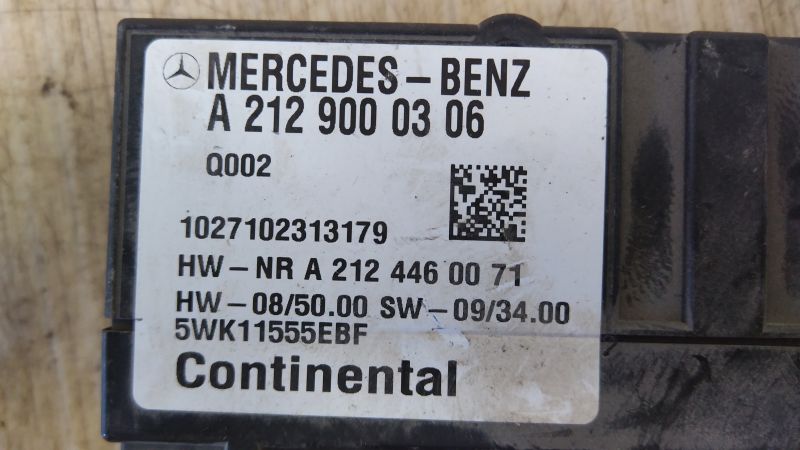 MERCEDES-BENZ
A 212 900 03 06
Q002
1027102313179
HW-NR A 212 446 00 71
HW-08/50.00 SW-09/34.00
5WK11555EBF
Continental